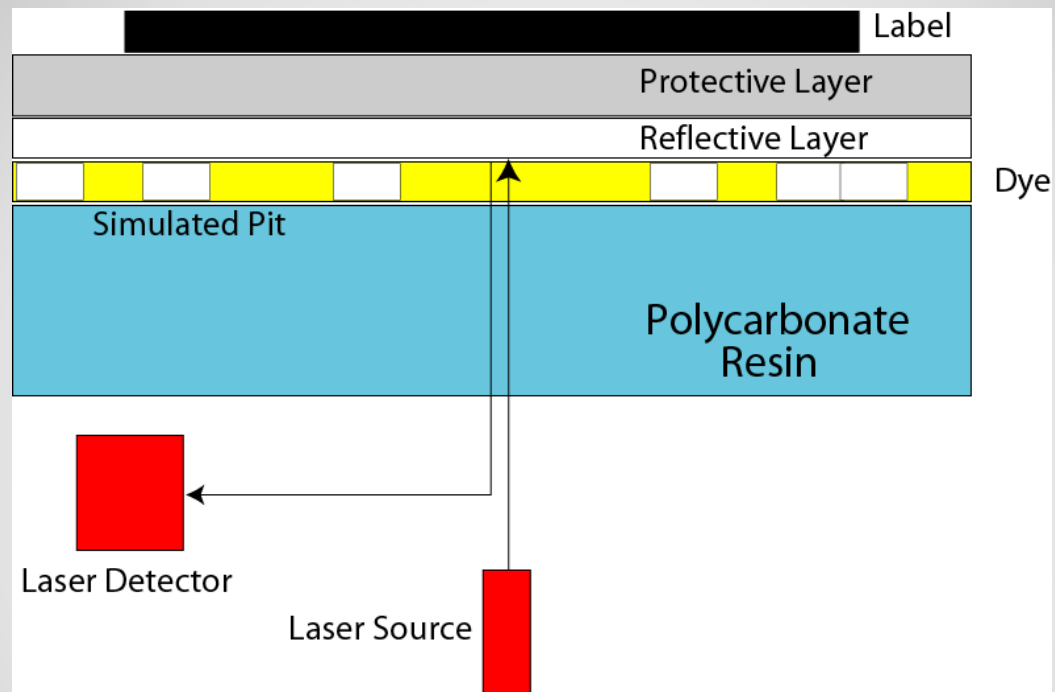 Label
Protective Layer
Reflective Layer
Dye
Simulated Pit
Polycarbonate
Resin
Laser Detector
Laser Source